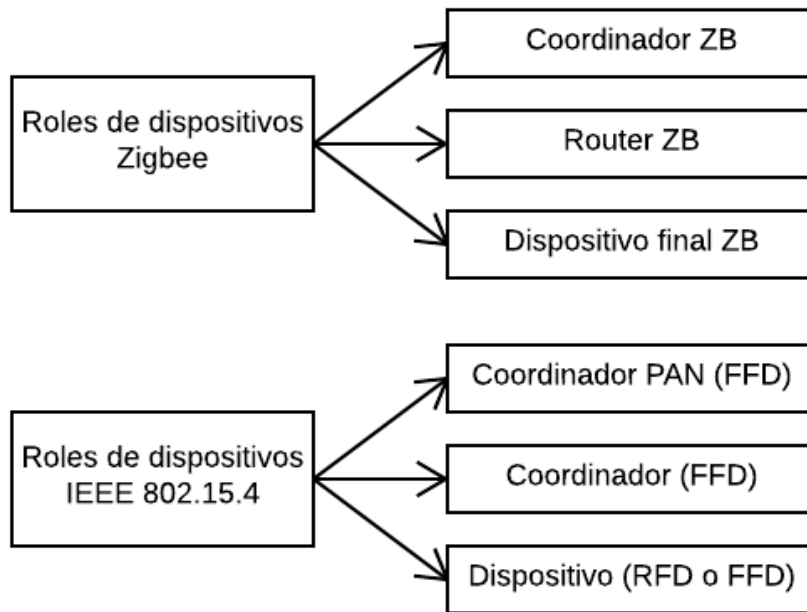 Roles de dispositivos
Zigbee
Coordinador ZB
Router ZB
Dispositivo final ZB
Roles de dispositivos
IEEE 802.15.4
Coordinador PAN (FFD)
Coordinador (FFD)
Dispositivo (RFD o FFD)